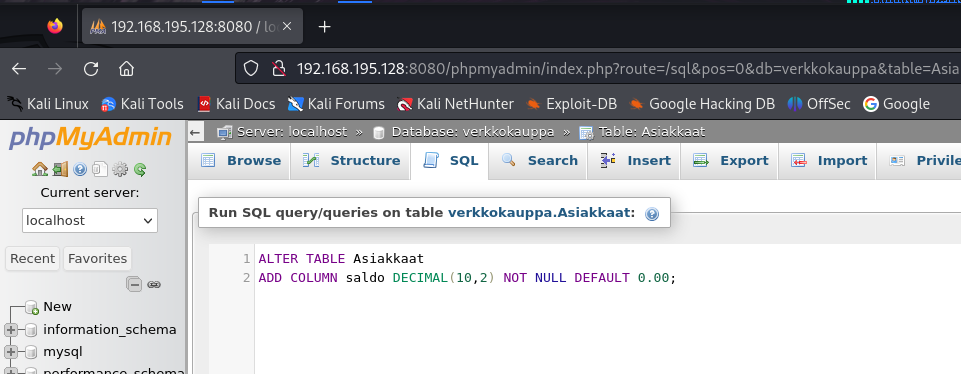 192.168.195.128:8080 / lo
192.168.195.128:8080/phpmyadmin/index.php?route=/sql&pos=0&db=verkkokauppa&table=Asia
Kali Linux Kali Tools Kali Docs Kali Forums Kali NetHunter Exploit-DB Google Hacking DB OffSec Google
phpMyAdmin
Current server:
localhost
Recent Favorites
New
information_schema
mysql
performance_schema
Server: localhost » Database: verkkokauppa » Table: Asiakkaat
Browse Structure SQL Search Insert Export Import Privile
Run SQL query/queries on table verkkokauppa.Asiakkaat:
1 ALTER TABLE Asiakkaat
2 ADD COLUMN saldo DECIMAL(10,2) NOT NULL DEFAULT 0.00;